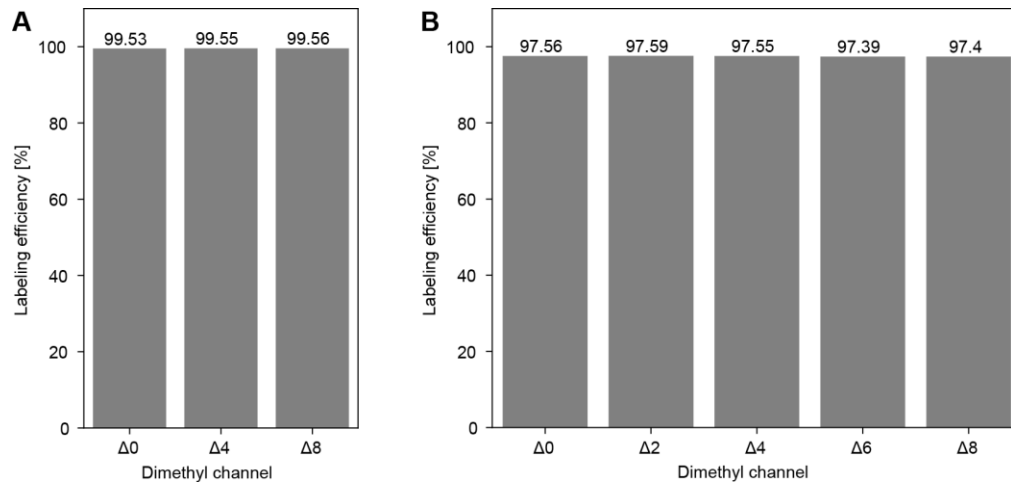 A
99.53 99.55 99.56
100
80
60
40
20
0
Labeling efficiency [%]
Δ0 Δ4 Δ8
Dimethyl channel
B
97.56 97.59 97.55 97.39 97.4
100
80
60
40
20
0
Labeling efficiency [%]
Δ0 Δ2 Δ4 Δ6 Δ8
Dimethyl channel